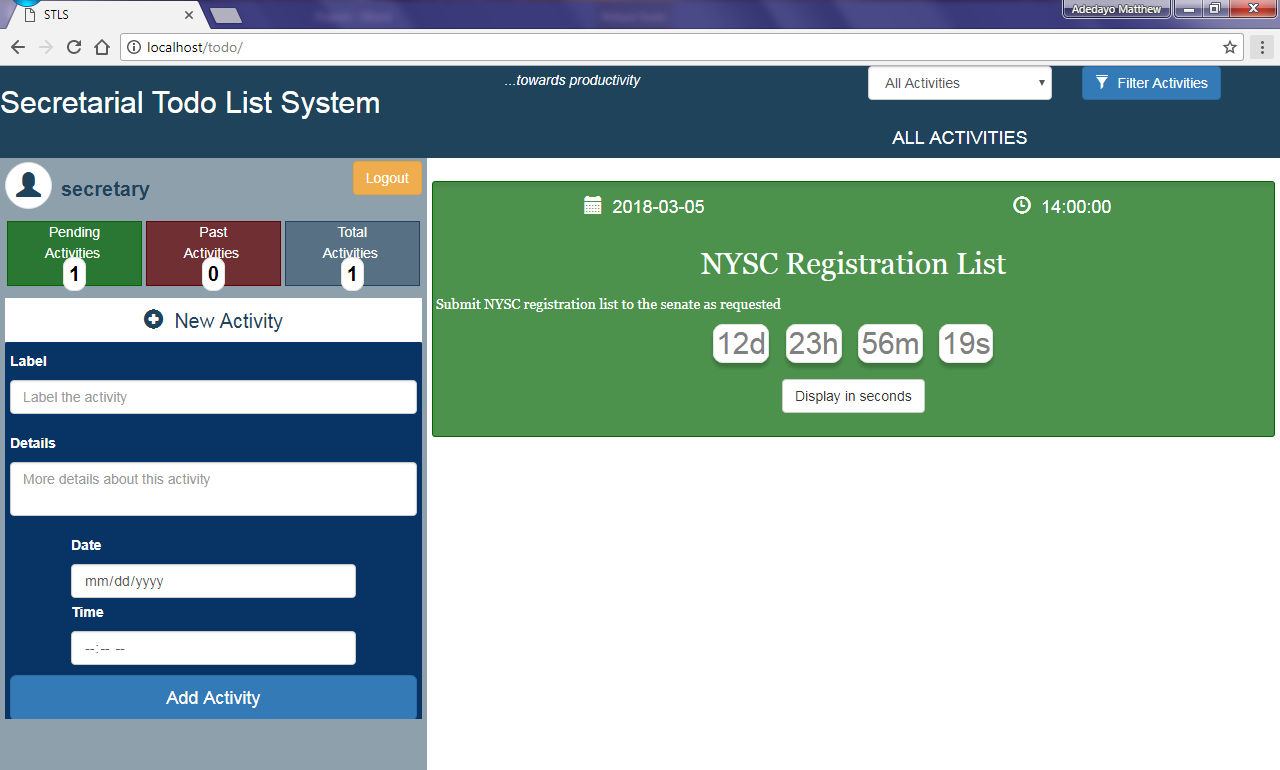 STLS
Adedayo Matthew
localhost/todo/
Secretarial Todo List System
...towards productivity
All Activities
Filter Activities
ALL ACTIVITIES
secretary
Logout
Pending
Activities
1
Past
Activities
0
Total
Activities
1
New Activity
Label
Label the activity
Details
More details about this activity
Date
mm/dd/yyyy
Time
--:-- --
Add Activity
2018-03-05
14:00:00
NYSC Registration List
Submit NYSC registration list to the senate as requested
12d 23h 56m 19s
Display in seconds